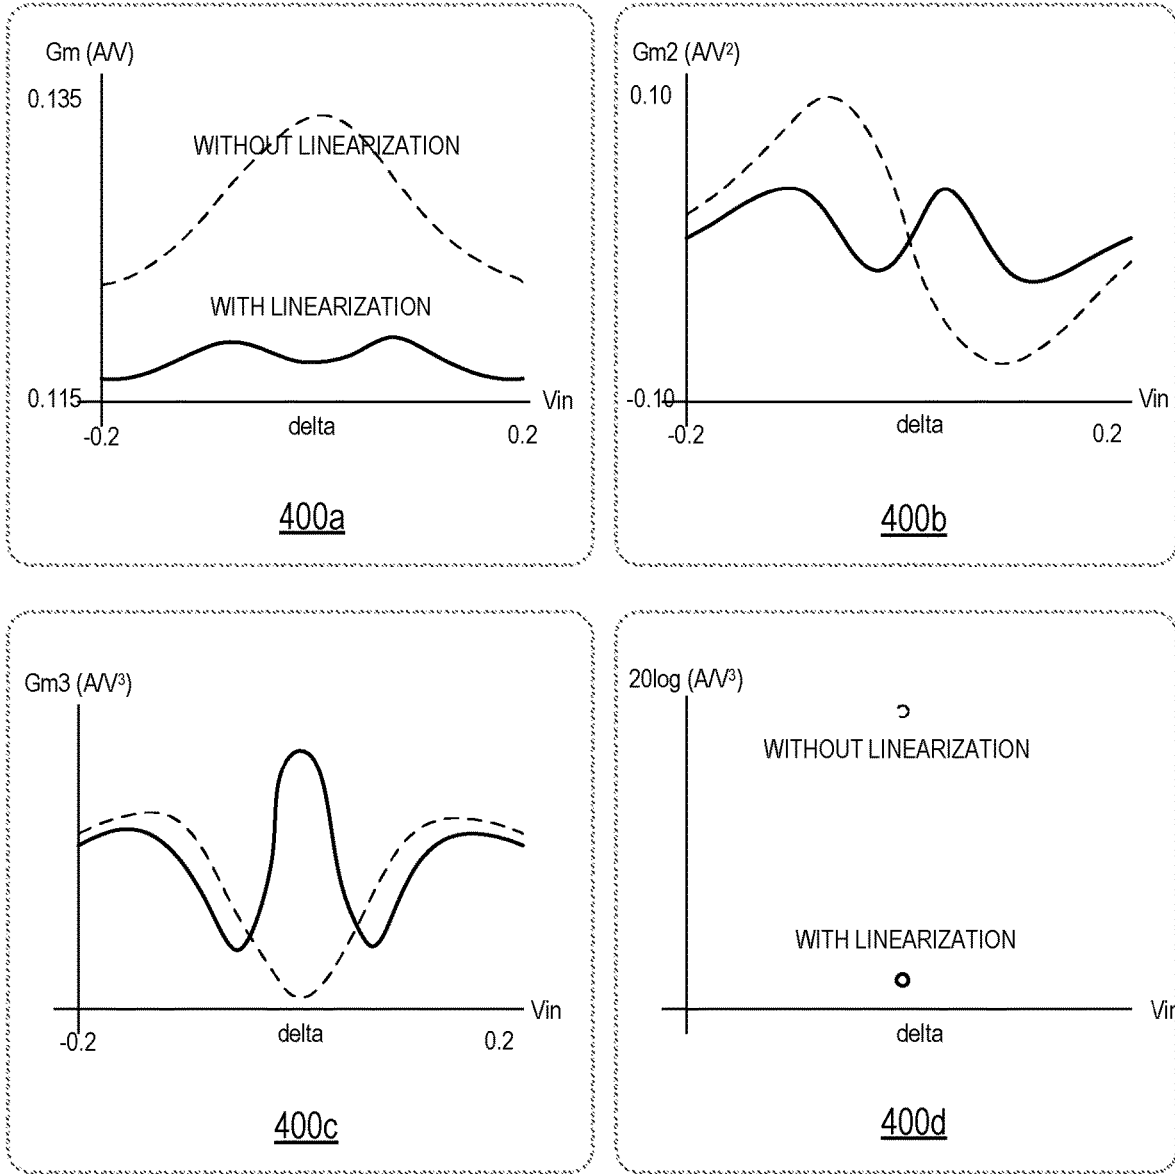 Gm (A/V)
0.135
WITHOUT LINEARIZATION
WITH LINEARIZATION
0.115
Vin
-0.2
delta
0.2
400a
Gm2 (A/V²)
0.10
-0.10
Vin
-0.2
delta
0.2
400b
Gm3 (A/V³)
Vin
-0.2
delta
0.2
400c
20log (A/V³)
WITHOUT LINEARIZATION
WITH LINEARIZATION
Vin
delta
400d